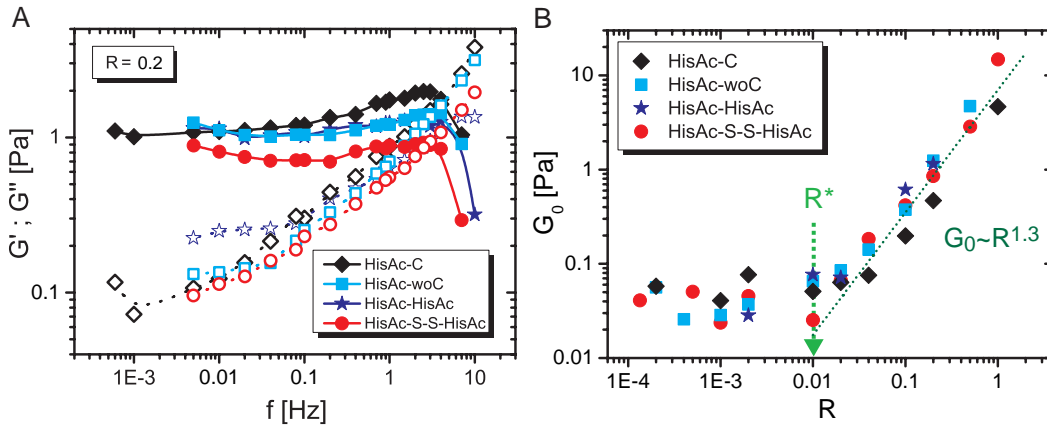 A
R = 0.2
G' ; G'' [Pa]
1
0.1
1E-3
0.01
0.1
1
10
f [Hz]
HisAc-C
HisAc-woC
HisAc-HisAc
HisAc-S-S-HisAc
B
HisAc-C
HisAc-woC
HisAc-HisAc
HisAc-S-S-HisAc
R*
G₀~R¹·³
G₀ [Pa]
10
1
0.1
0.01
1E-4
1E-3
0.01
0.1
1
R